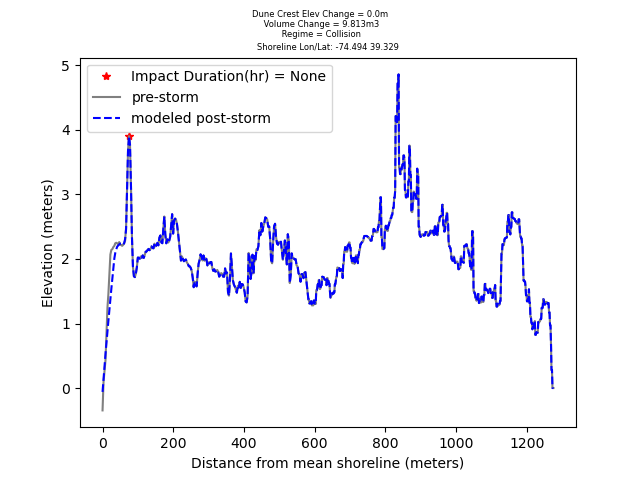 Dune Crest Elev Change = 0.0m
Volume Change = 9.813m3
Regime = Collision
Shoreline Lon/Lat: -74.494 39.329
Impact Duration(hr) = None
pre-storm
modeled post-storm
5
4
3
2
1
0
Elevation (meters)
0 200 400 600 800 1000 1200
Distance from mean shoreline (meters)